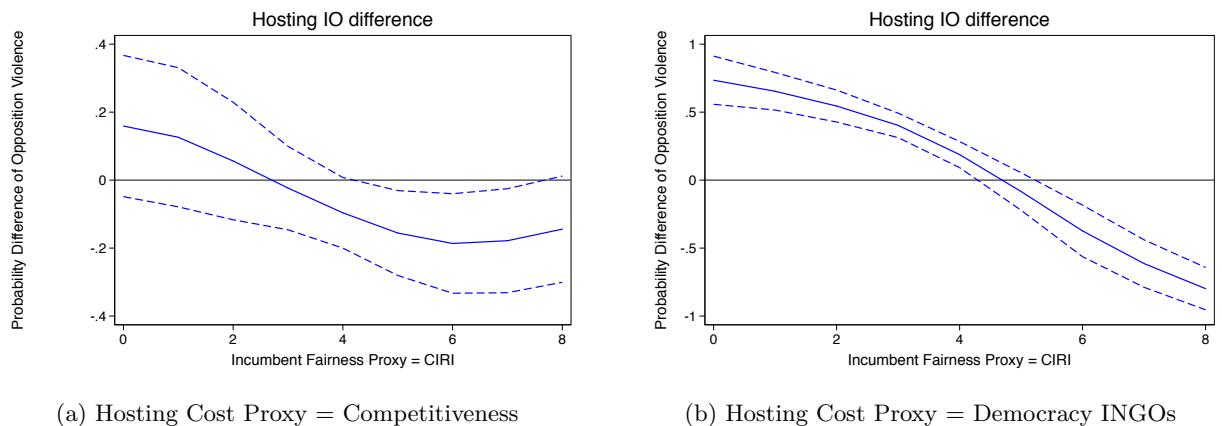 Hosting IO difference
Probability Difference of Opposition Violence
.4
.2
0
-.2
-.4
0 2 4 6 8
Incumbent Fairness Proxy = CIRI
(a) Hosting Cost Proxy = Competitiveness
Hosting IO difference
Probability Difference of Opposition Violence
1
.5
0
-.5
-1
0 2 4 6 8
Incumbent Fairness Proxy = CIRI
(b) Hosting Cost Proxy = Democracy INGOs